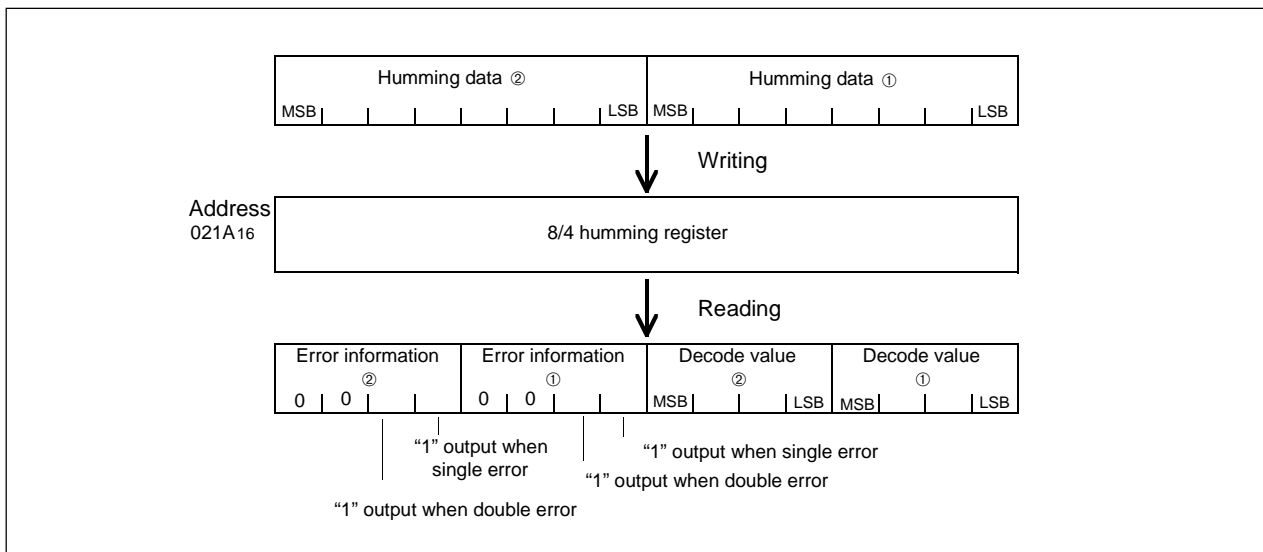 Humming data ② Humming data ①
MSB LSB MSB LSB
Writing
Address
021A16
8/4 humming register
Reading
Error information Error information Decode value Decode value
② ① ② ①
0 0 0 0 MSB LSB MSB LSB
“1” output when “1” output when single error
single error
“1” output when double error
“1” output when double error